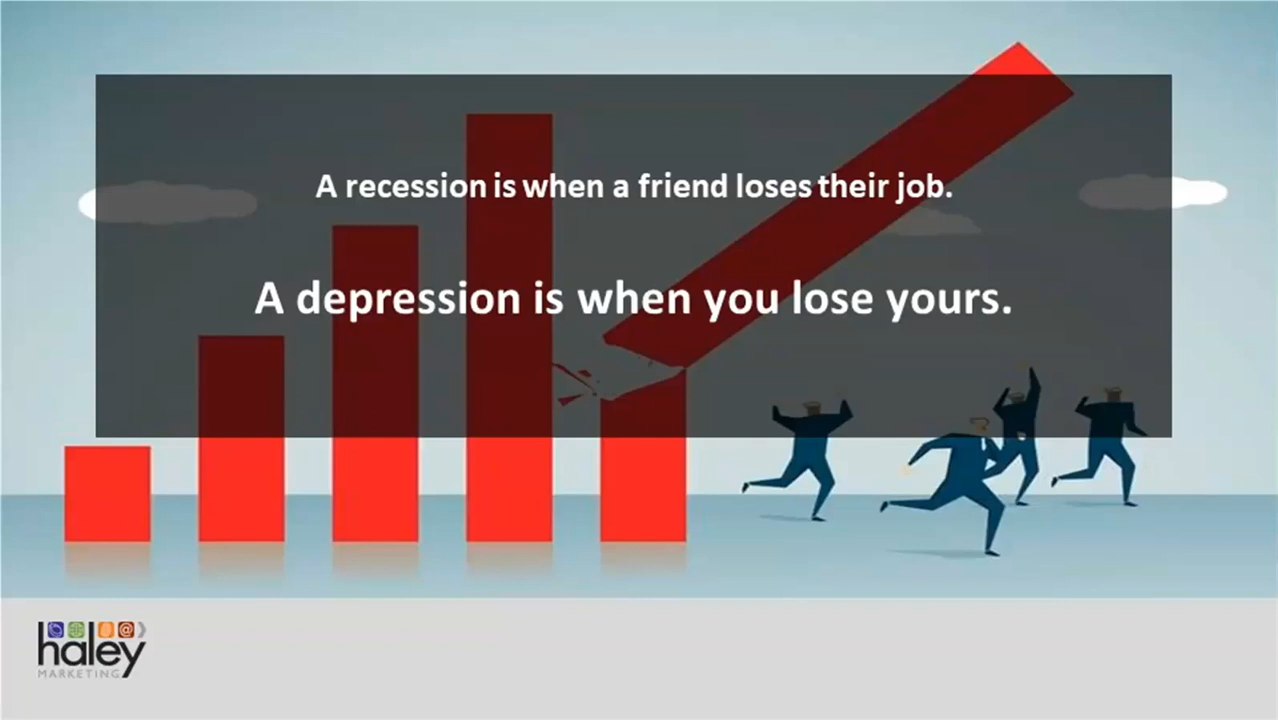 A recession is when a friend loses their job.
A depression is when you lose yours.
haley
MARKETING